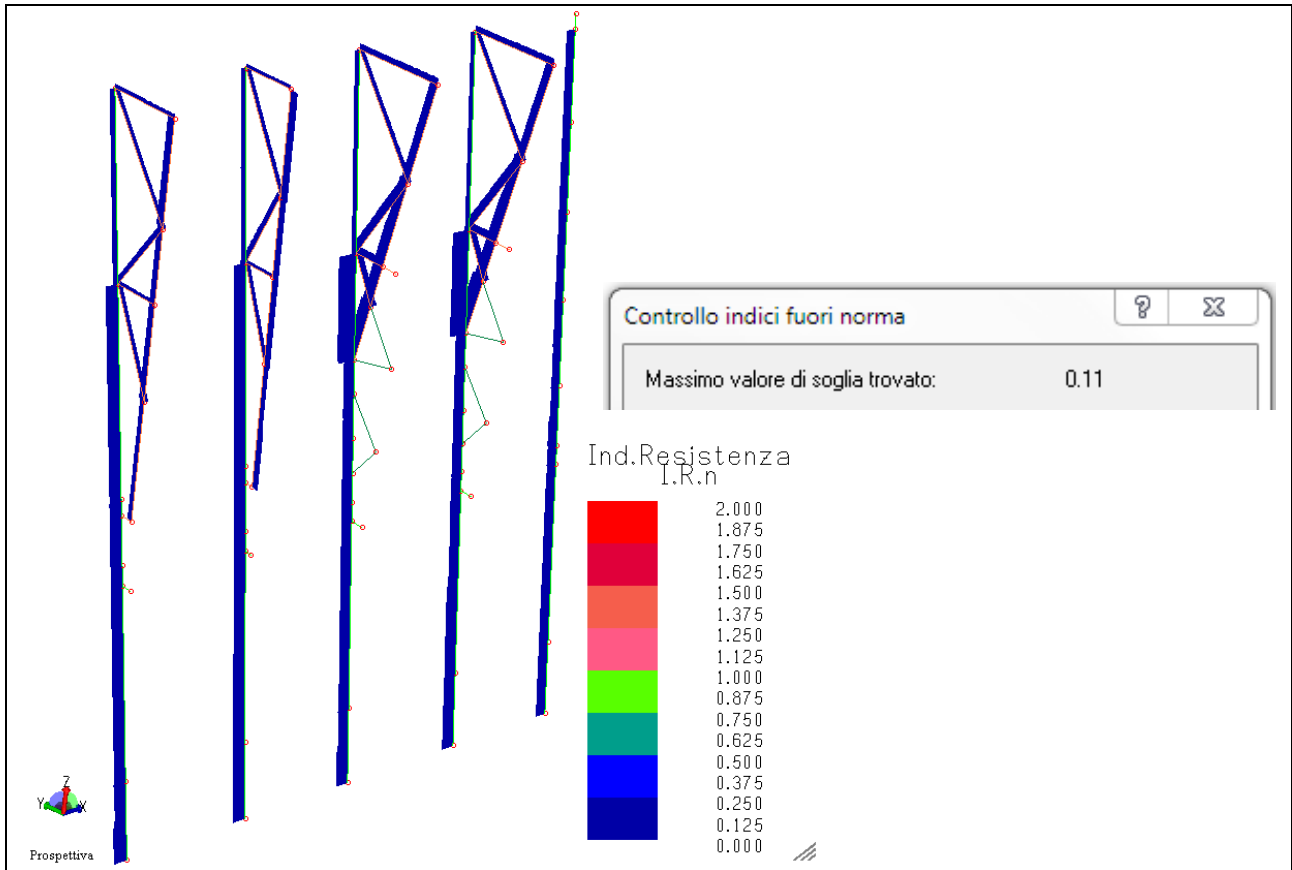 Controllo indici fuori norma
?
Massimo valore di soglia trovato: 0.11
Ind.Resistenza
I.R.n
2.000
1.875
1.750
1.625
1.500
1.375
1.250
1.125
1.000
0.875
0.750
0.625
0.500
0.375
0.250
0.125
0.000
Z
Y X
Prospettiva